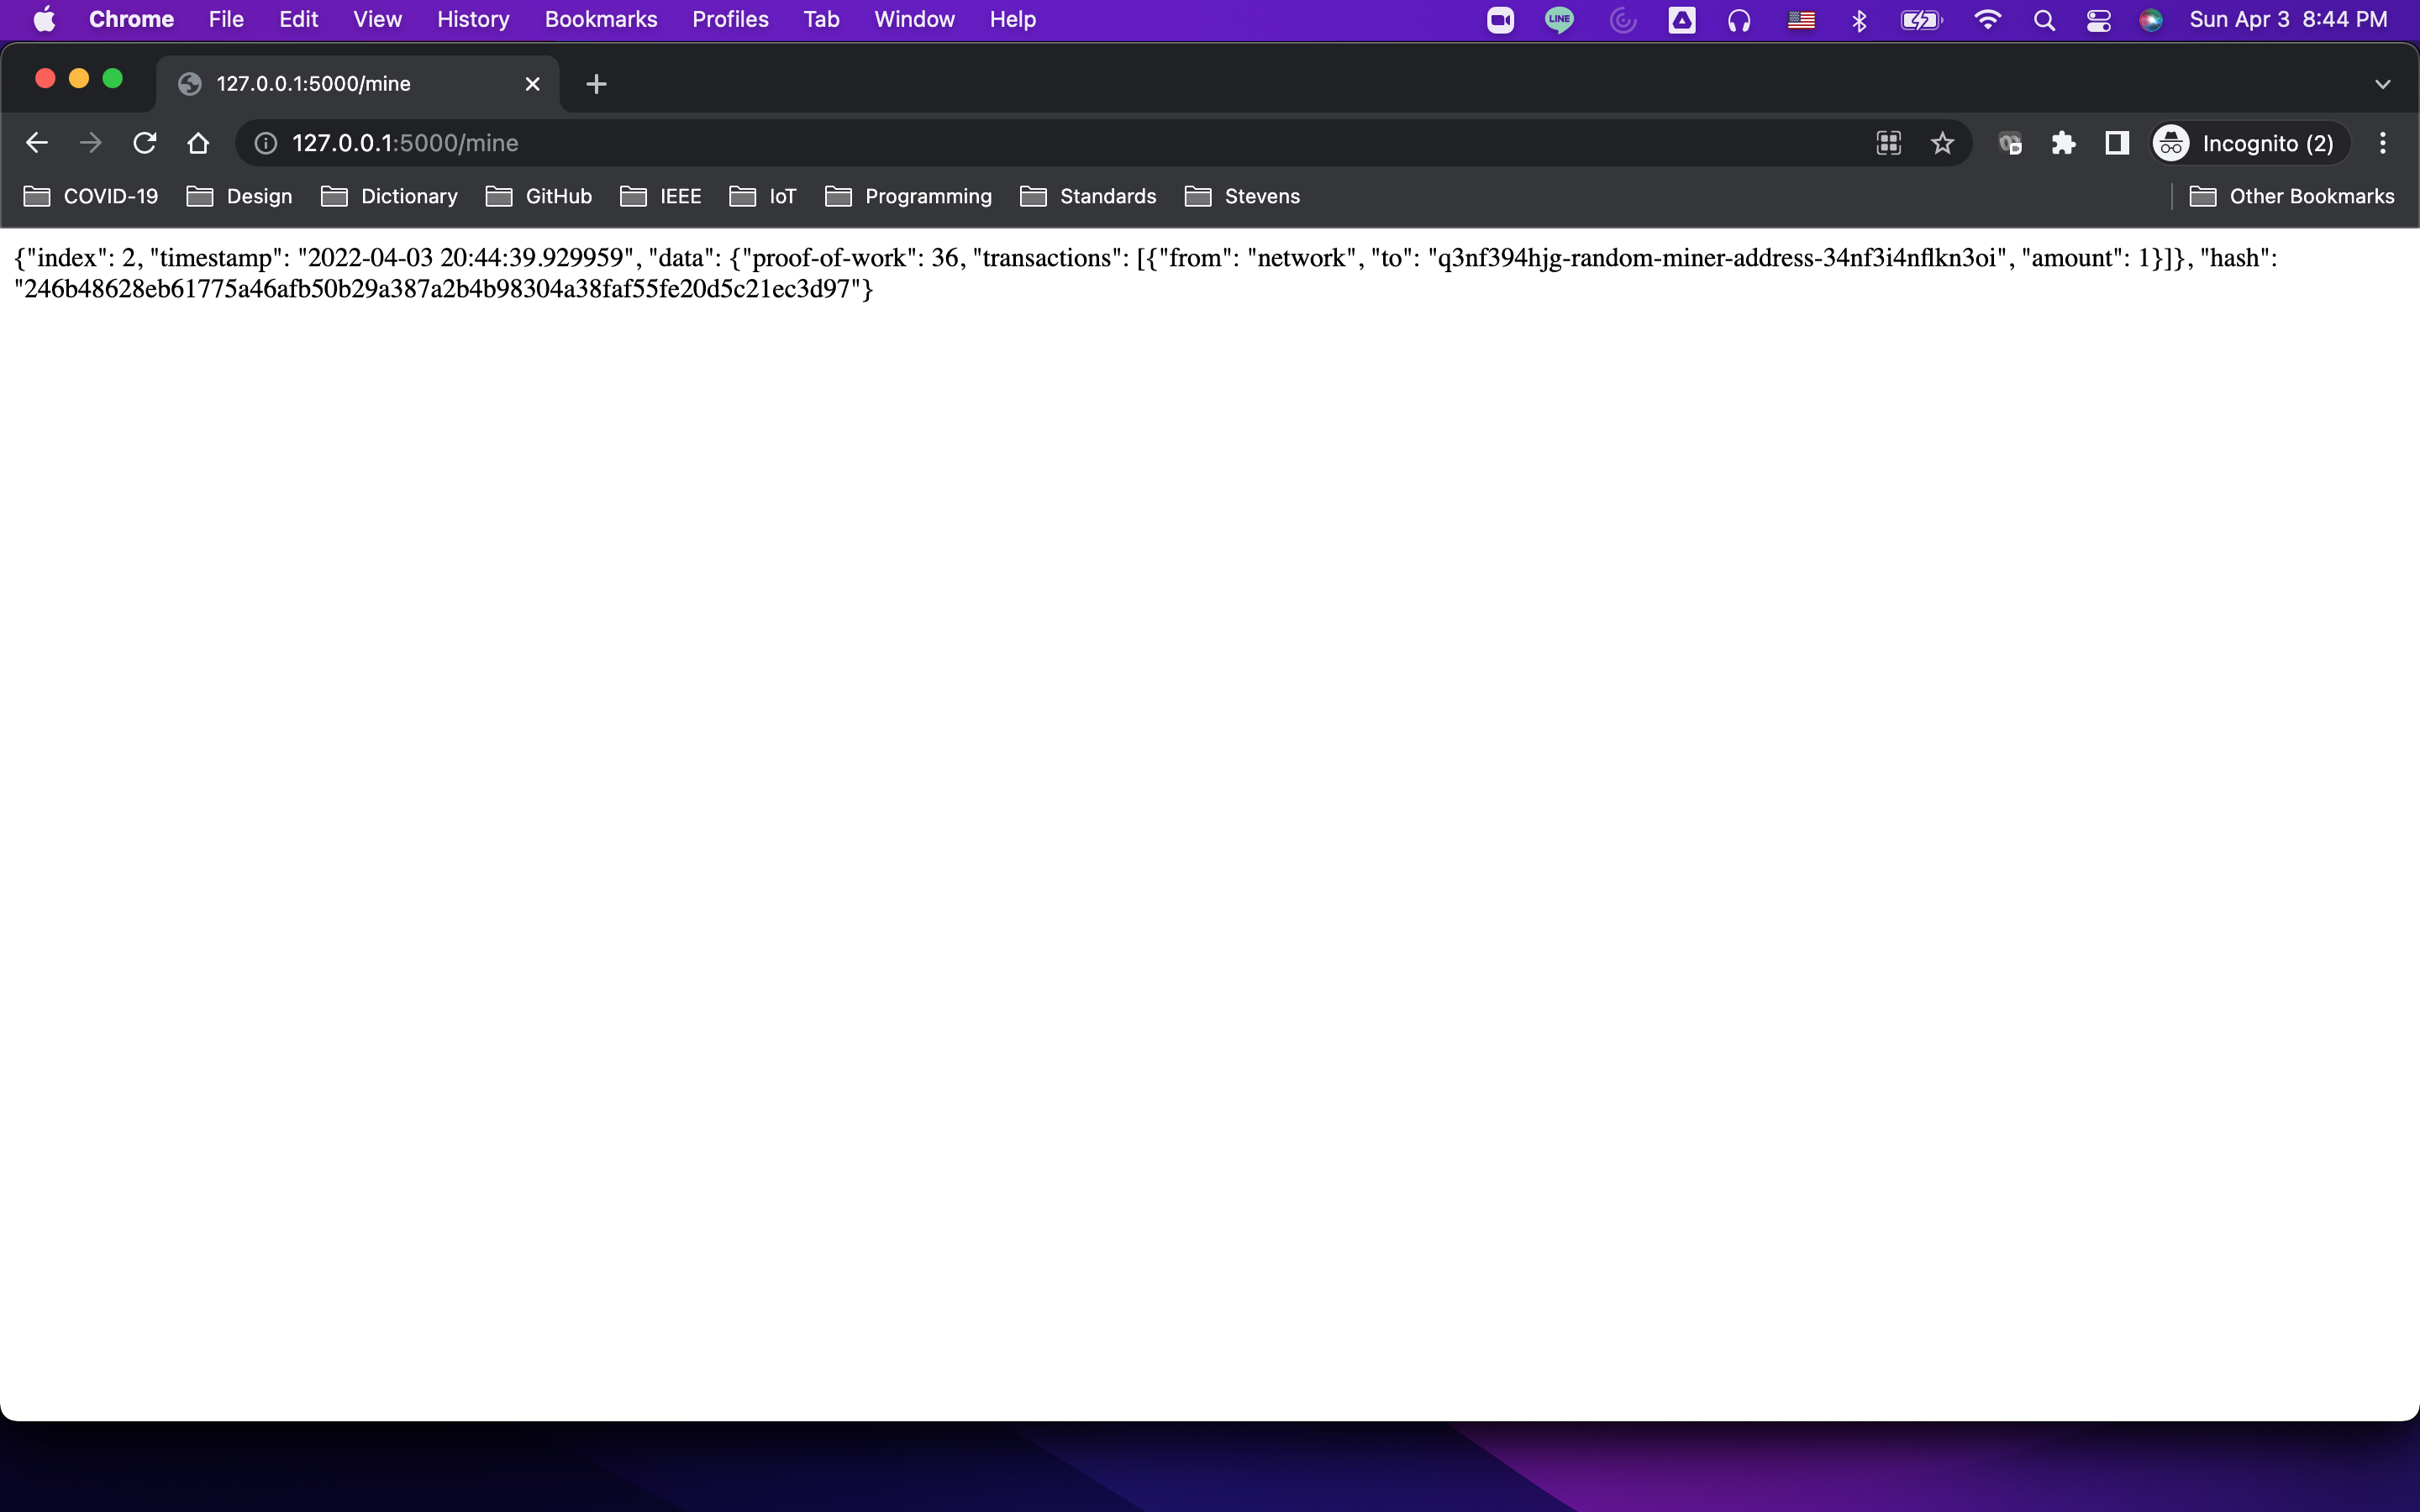 Chrome File Edit View History Bookmarks Profiles Tab Window Help LINE Sun Apr 3 8:44 PM
127.0.0.1:5000/mine
127.0.0.1:5000/mine Incognito (2)
COVID-19 Design Dictionary GitHub IEEE IoT Programming Standards Stevens Other Bookmarks
{"index": 2, "timestamp": "2022-04-03 20:44:39.929959", "data": {"proof-of-work": 36, "transactions": [{"from": "network", "to": "q3nf394hjg-random-miner-address-34nf3i4nflkn3oi", "amount": 1}]}, "hash":
"246b48628eb61775a46afb50b29a387a2b4b98304a38faf55fe20d5c21ec3d97"}